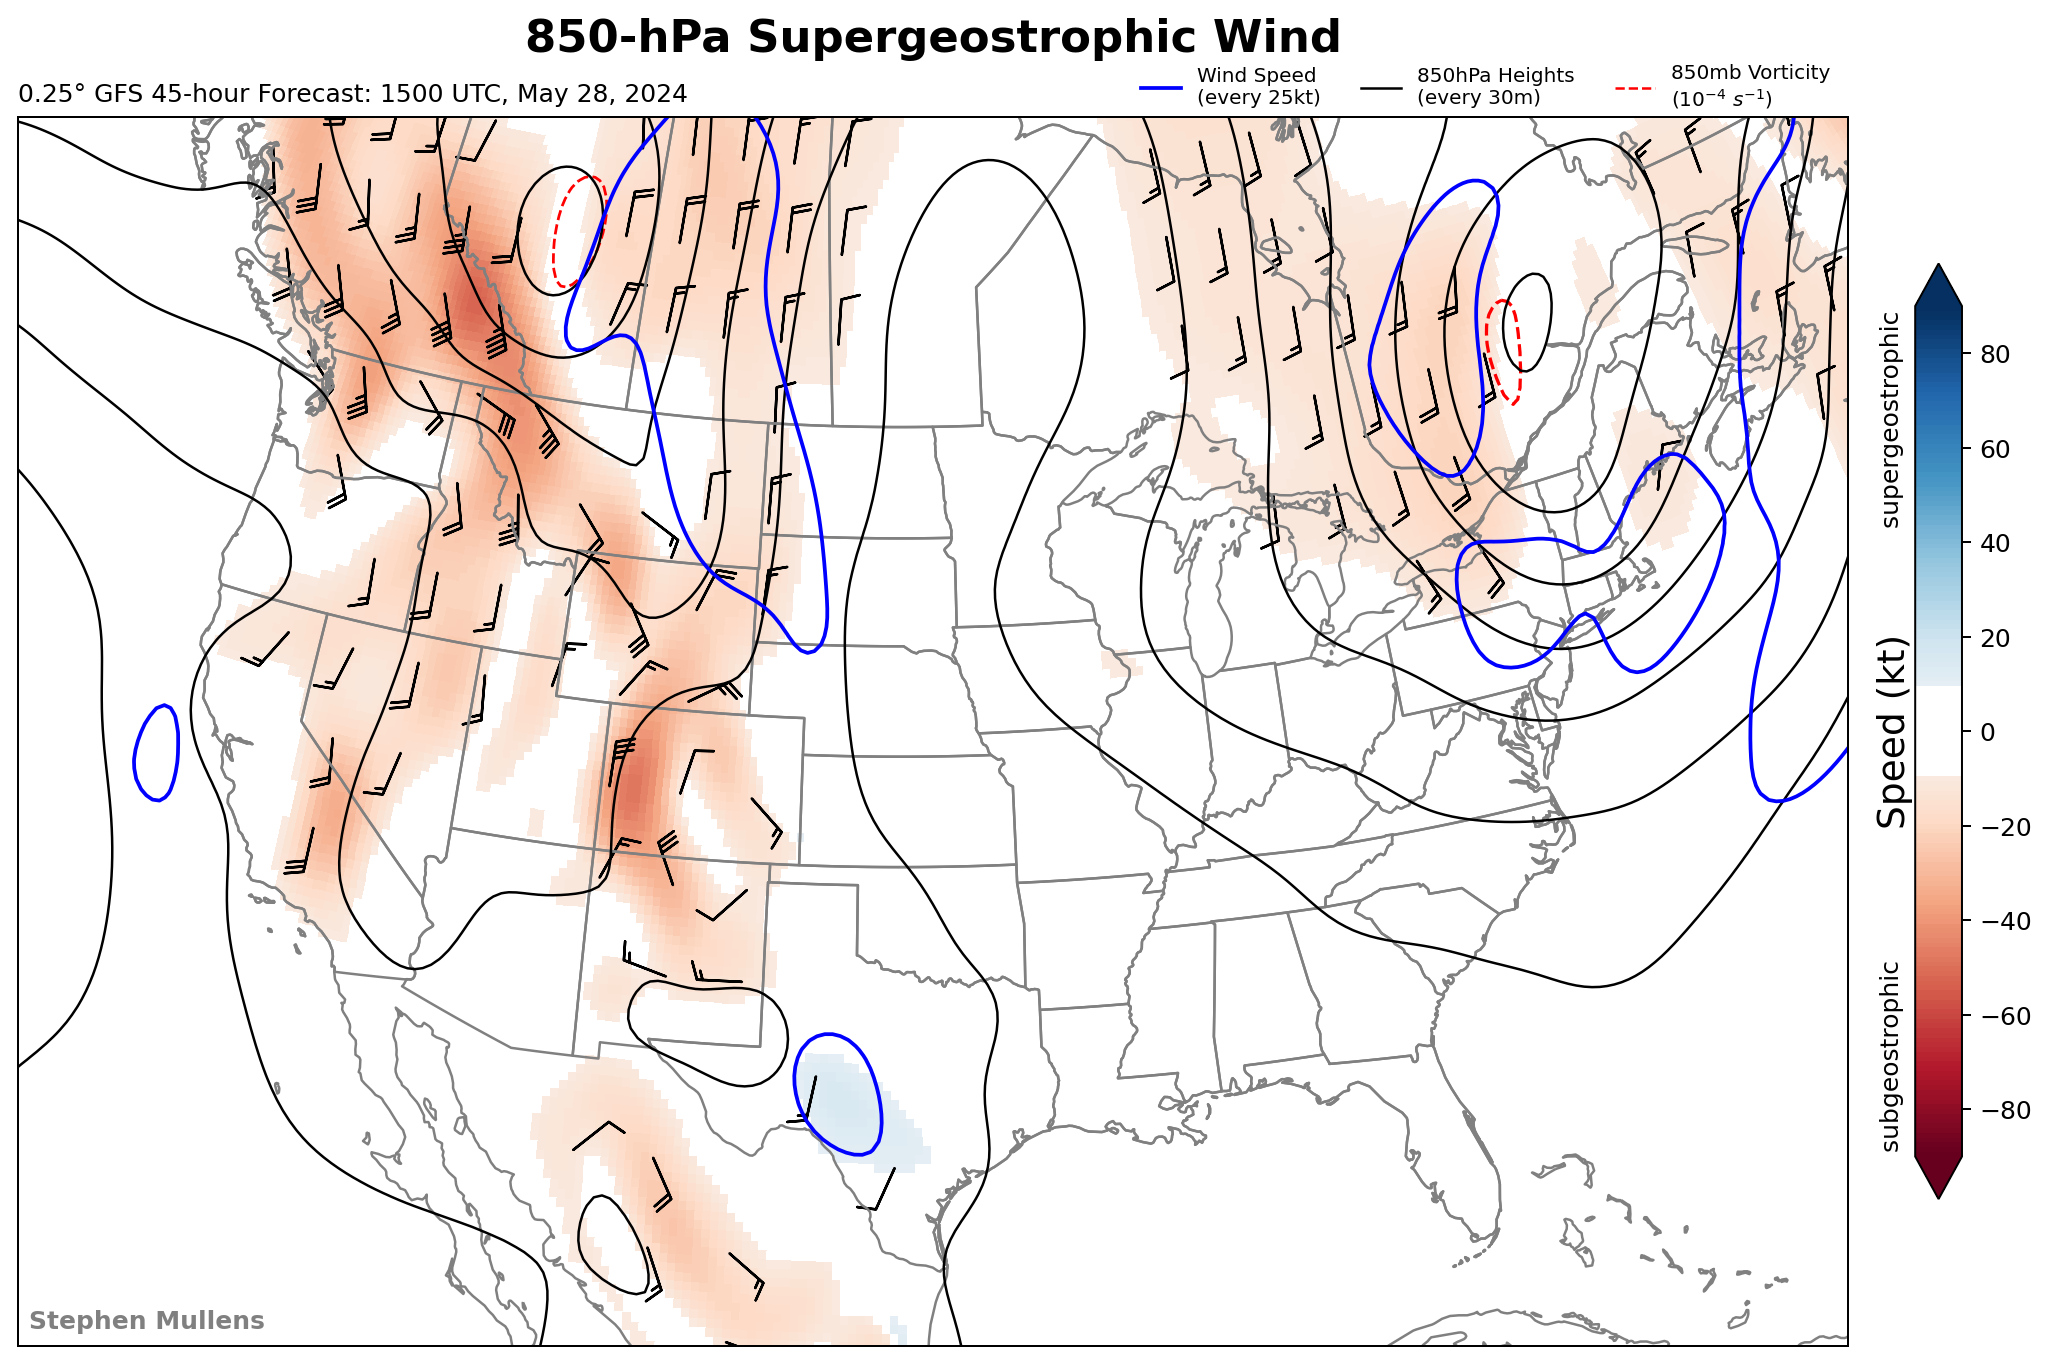 850-hPa Supergeostrophic Wind
0.25° GFS 45-hour Forecast: 1500 UTC, May 28, 2024
Wind Speed
(every 25kt)
850hPa Heights
(every 30m)
850mb Vorticity
(10⁻⁴ s⁻¹)
supergeostrophic
Speed (kt)
subgeostrophic
80
60
40
20
0
−20
−40
−60
−80
Stephen Mullens